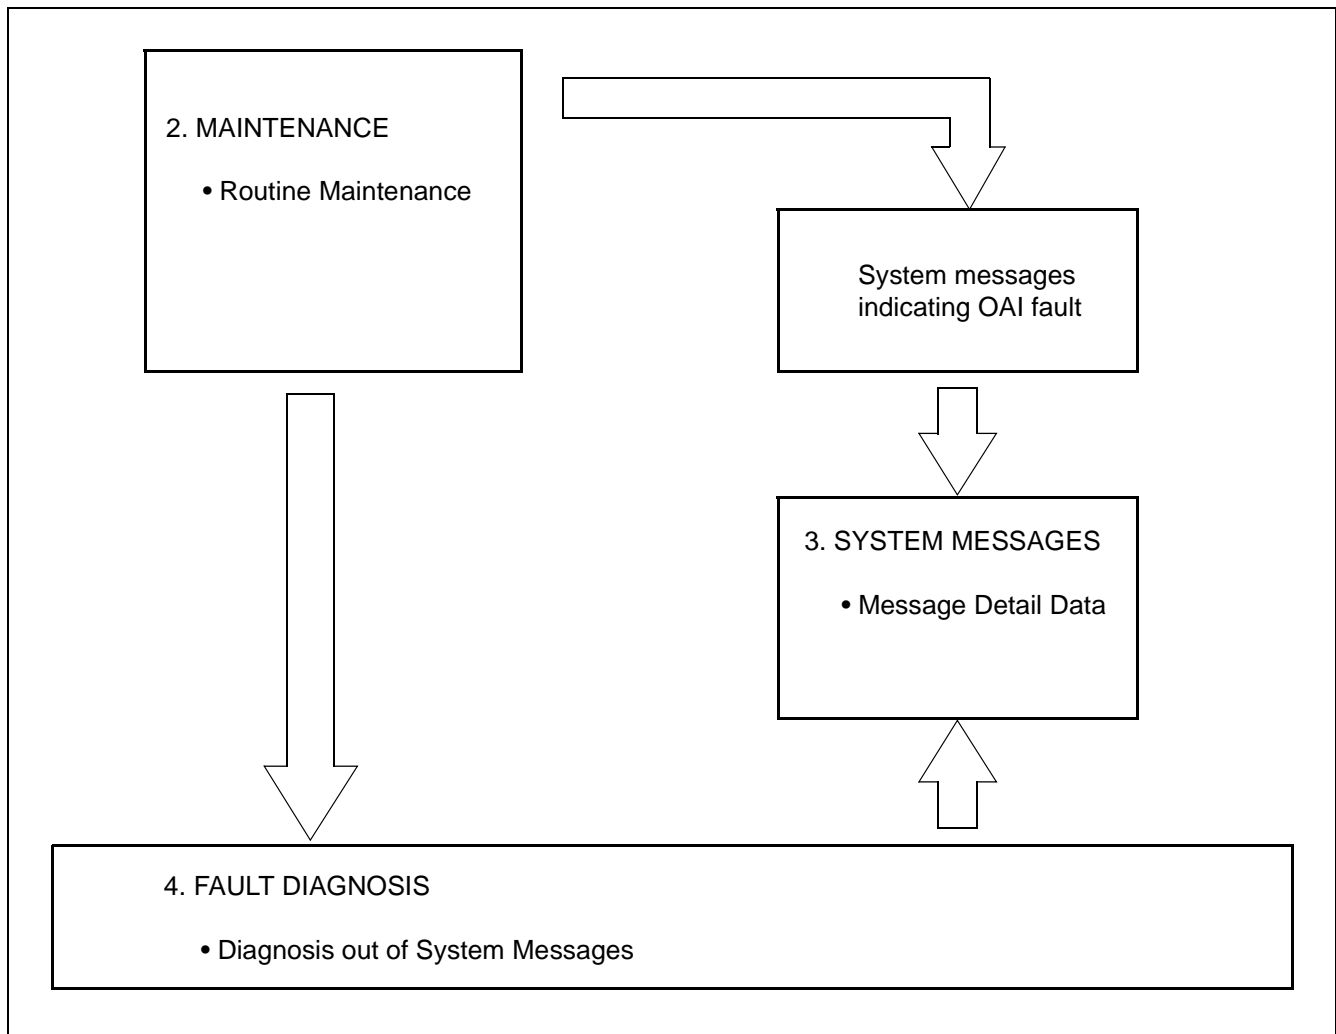 2. MAINTENANCE
• Routine Maintenance
System messages
indicating OAI fault
3. SYSTEM MESSAGES
• Message Detail Data
4. FAULT DIAGNOSIS
• Diagnosis out of System Messages